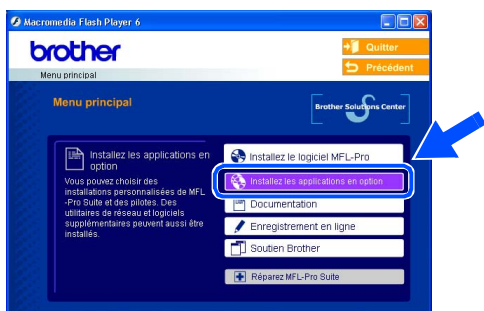 Macromedia Flash Player 6
brother
Quitter
Précédent
Menu principal
Menu principal
Brother Solutions Center
Installez les applications en
option
Vous pouvez choisir des
installations personnalisées de MFL
-Pro Suite et des pilotes. Des
utilitaires de réseau et logiciels
supplémentaires peuvent aussi être
installés.
Installez le logiciel MFL-Pro
Installez les applications en option
Documentation
Enregistrement en ligne
Soutien Brother
Réparez MFL-Pro Suite